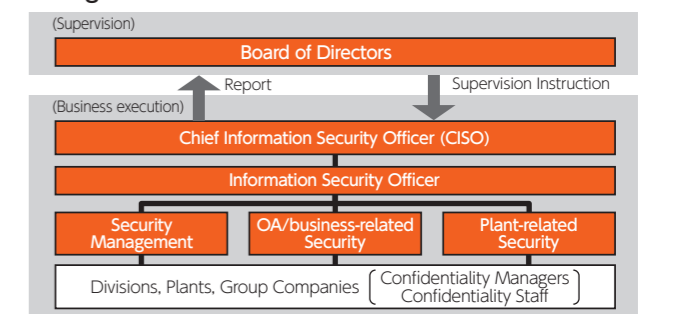 (Supervision)
Board of Directors
Report
Supervision Instruction
(Business execution)
Chief Information Security Officer (CISO)
Information Security Officer
Security
Management
OA/business-related
Security
Plant-related
Security
Divisions, Plants, Group Companies
Confidentiality Managers
Confidentiality Staff